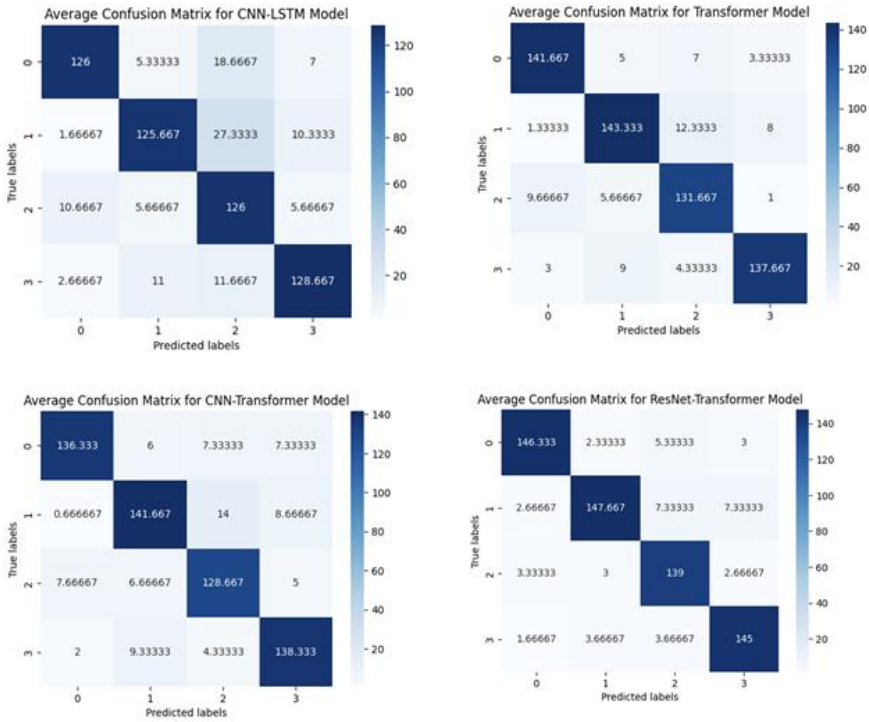 Average Confusion Matrix for CNN-LSTM Model
0 126 5.33333 18.6667 7
1 1.66667 125.667 27.3333 10.3333
2 10.6667 5.66667 126 5.66667
3 2.66667 11 11.6667 128.667
0 1 2 3
Predicted labels
True labels
120
100
80
60
40
20
Average Confusion Matrix for Transformer Model
0 141.667 5 7 3.33333
1 1.33333 143.333 12.3333 8
2 9.66667 5.66667 131.667 1
3 3 9 4.33333 137.667
0 1 2 3
Predicted labels
True labels
140
120
100
80
60
40
20
Average Confusion Matrix for CNN-Transformer Model
0 136.333 6 7.33333 7.33333
1 0.666667 141.667 14 8.66667
2 7.66667 6.66667 128.667 5
3 2 9.33333 4.33333 138.333
0 1 2 3
Predicted labels
True labels
140
120
100
80
60
40
20
Average Confusion Matrix for ResNet-Transformer Model
0 146.333 2.33333 5.33333 3
1 2.66667 147.667 7.33333 7.33333
2 3.33333 3 139 2.66667
3 1.66667 3.66667 3.66667 145
0 1 2 3
Predicted labels
True labels
140
120
100
80
60
40
20